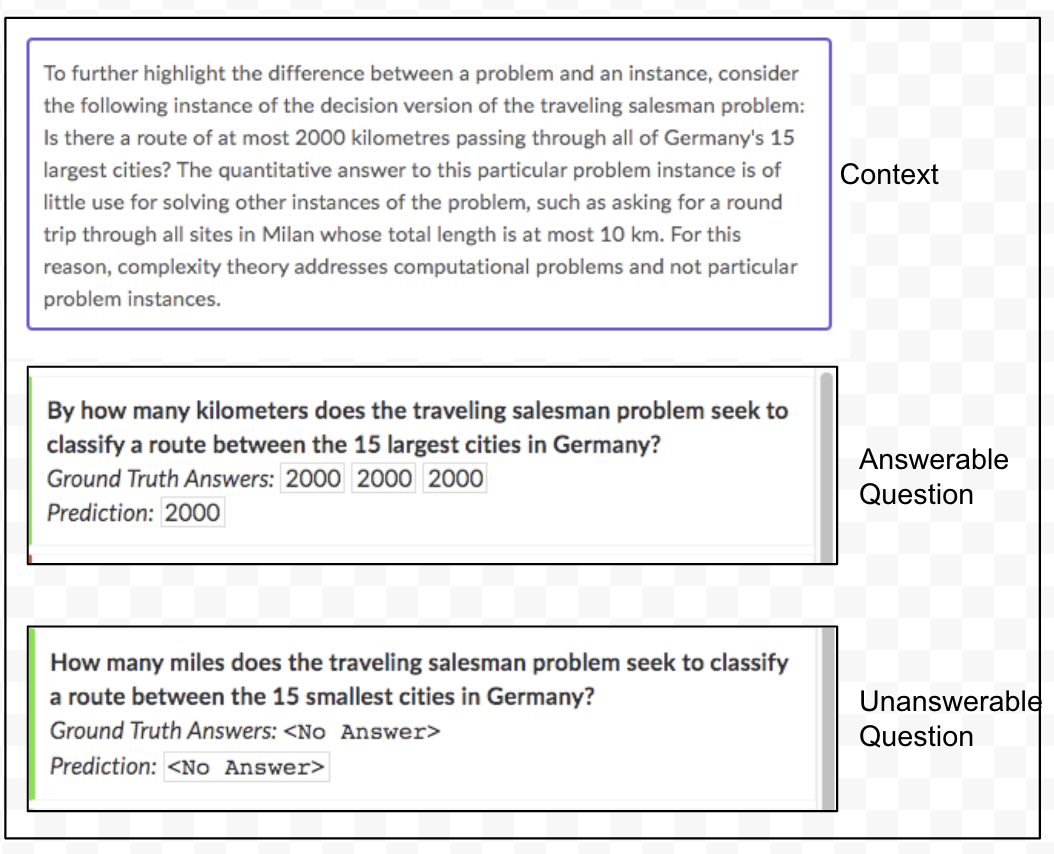 To further highlight the difference between a problem and an instance, consider
the following instance of the decision version of the traveling salesman problem:
Is there a route of at most 2000 kilometres passing through all of Germany's 15
largest cities? The quantitative answer to this particular problem instance is of
little use for solving other instances of the problem, such as asking for a round
trip through all sites in Milan whose total length is at most 10 km. For this
reason, complexity theory addresses computational problems and not particular
problem instances.
Context
By how many kilometers does the traveling salesman problem seek to
classify a route between the 15 largest cities in Germany?
Ground Truth Answers: 2000 2000 2000
Prediction: 2000
Answerable
Question
How many miles does the traveling salesman problem seek to classify
a route between the 15 smallest cities in Germany?
Ground Truth Answers: <No Answer>
Prediction: <No Answer>
Unanswerable
Question